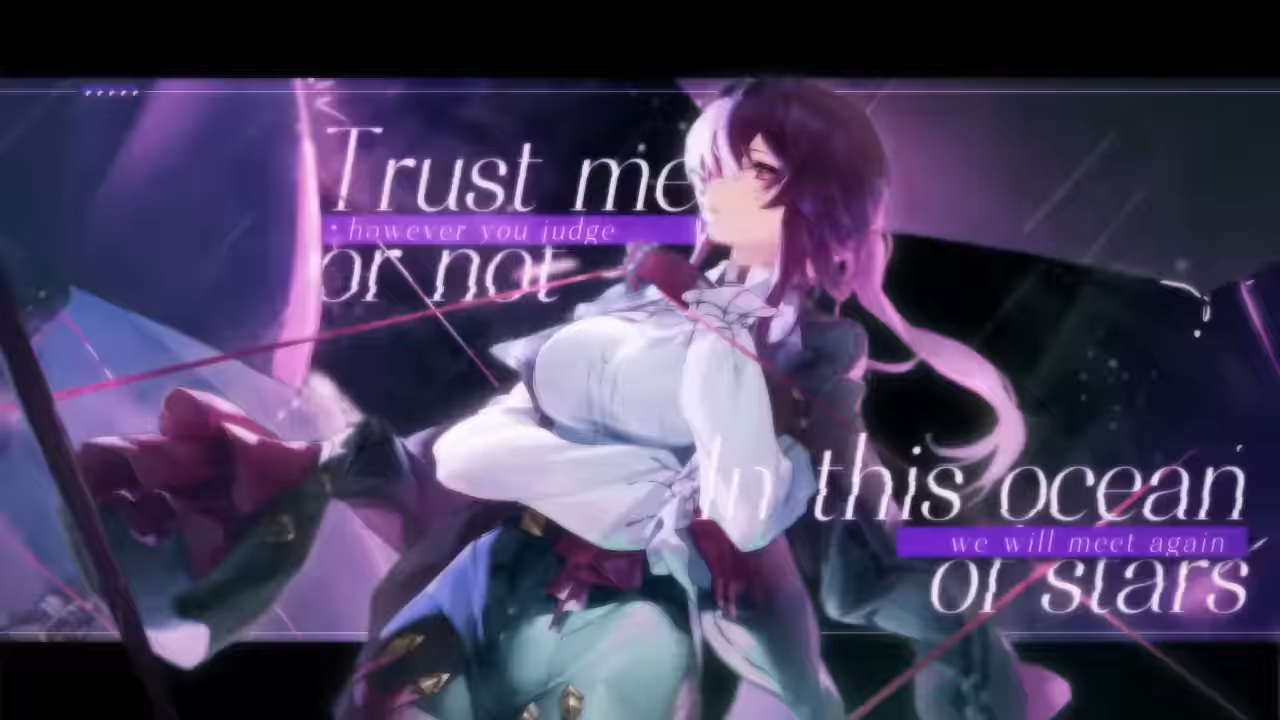 Trust me
however you judge
or not
In this ocean
we will meet again
of stars